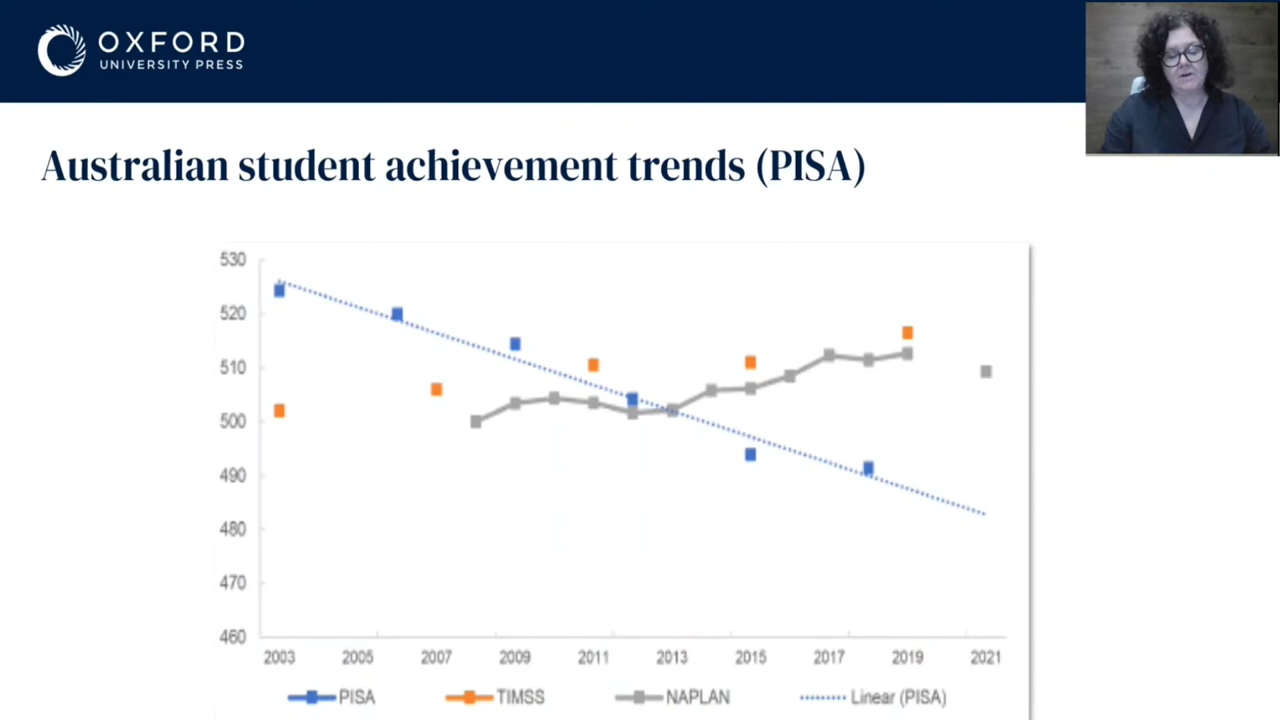 OXFORD
UNIVERSITY PRESS
Australian student achievement trends (PISA)
530
520
510
500
490
480
470
460
2003 2005 2007 2009 2011 2013 2015 2017 2019 2021
PISA TIMSS NAPLAN Linear (PISA)